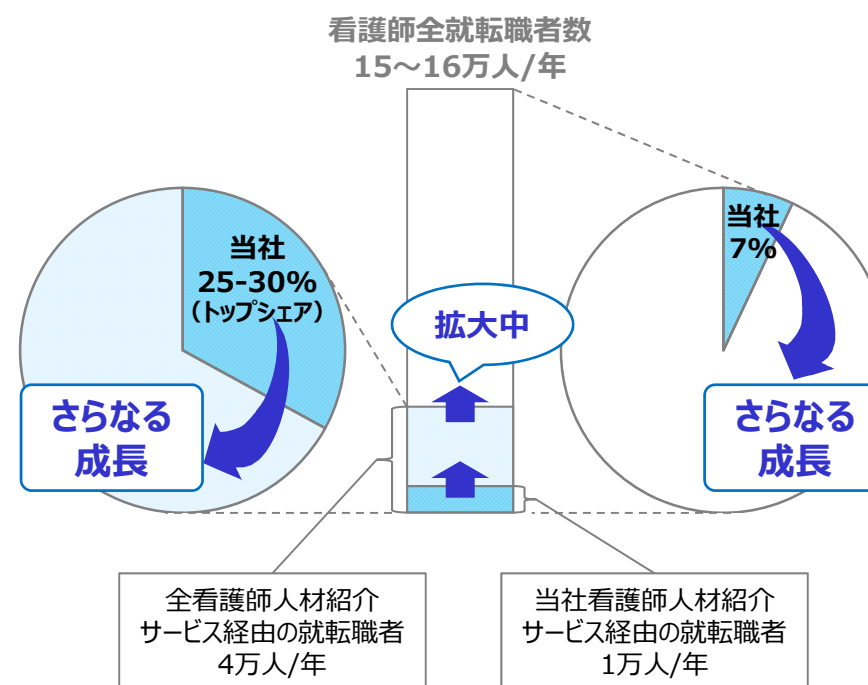 看護師全就転職者数
15～16万人/年
当社
25-30%
（トップシェア）
さらなる
成長
拡大中
当社
7%
さらなる
成長
全看護師人材紹介
サービス経由の就転職者
4万人/年
当社看護師人材紹介
サービス経由の就転職者
1万人/年